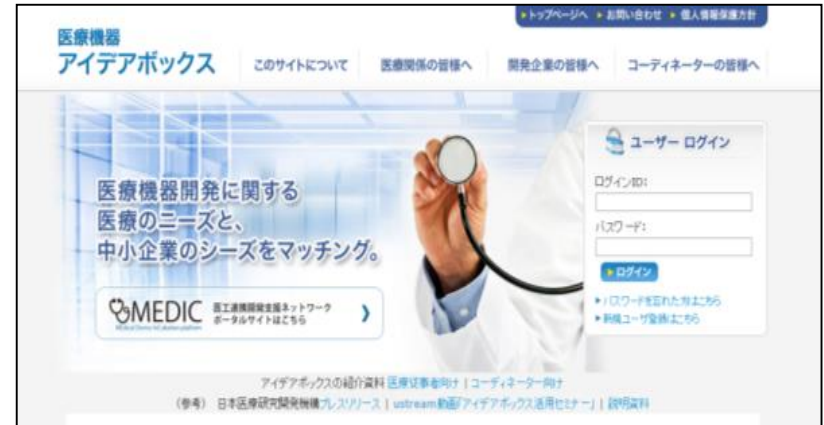 トップページへ お問い合わせ 個人情報保護方針
医療機器
アイデアボックス
このサイトについて 医療関係の皆様へ 開発企業の皆様へ コーディネーターの皆様へ
医療機器開発に関する
医療のニーズと、
中小企業のシーズをマッチング。
MEDIC
医工連携開発支援ネットワーク
ポータルサイトはこちら
ユーザー ログイン
ログインID:
パスワード:
ログイン
パスワードを忘れた方はこちら
新規ユーザ登録はこちら
アイデアボックスの紹介資料 医療従事者向け | コーディネーター向け
(参考) 日本医療研究開発機構プレスリリース | ustream動画「アイデアボックス活用セミナー」 | 説明資料